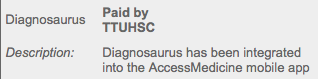 Diagnosaurus
Paid by
TTUHSC
Description:
Diagnosaurus has been integrated
into the AccessMedicine mobile app